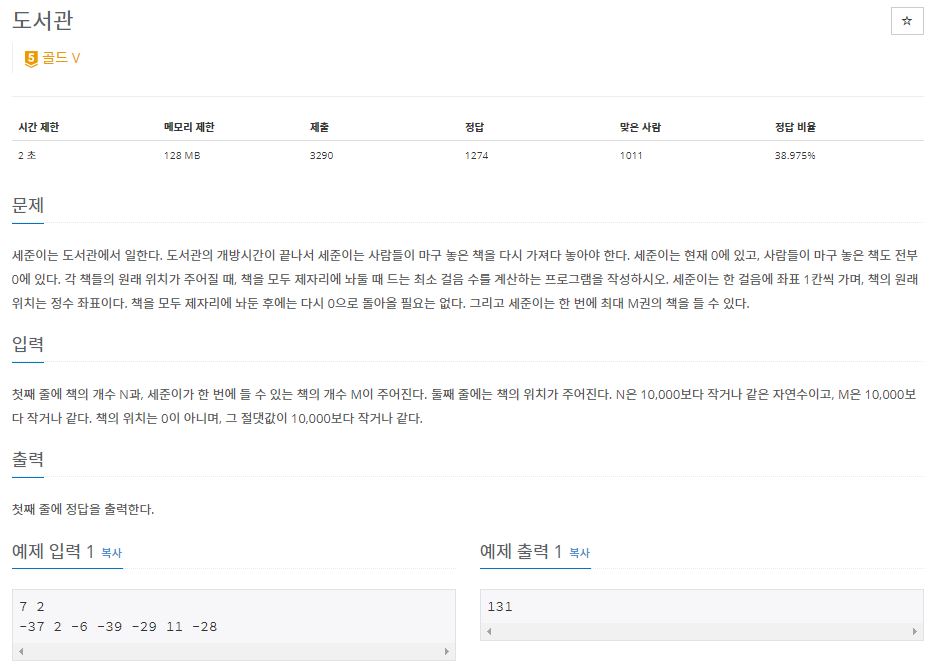 도서관
☆
5 골드 V
시간 제한 메모리 제한 제출 정답 맞은 사람 정답 비율
2 초 128 MB 3290 1274 1011 38.975%
문제
세준이는 도서관에서 일한다. 도서관의 개방시간이 끝나서 세준이는 사람들이 마구 놓은 책을 다시 가져다 놓아야 한다. 세준이는 현재 0에 있고, 사람들이 마구 놓은 책도 전부
0에 있다. 각 책들의 원래 위치가 주어질 때, 책을 모두 제자리에 놔둘 때 드는 최소 걸음 수를 계산하는 프로그램을 작성하시오. 세준이는 한 걸음에 좌표 1칸씩 가며, 책의 원래
위치는 정수 좌표이다. 책을 모두 제자리에 놔둔 후에는 다시 0으로 돌아올 필요는 없다. 그리고 세준이는 한 번에 최대 M권의 책을 들 수 있다.
입력
첫째 줄에 책의 개수 N과, 세준이가 한 번에 들 수 있는 책의 개수 M이 주어진다. 둘째 줄에는 책의 위치가 주어진다. N은 10,000보다 작거나 같은 자연수이고, M은 10,000보
다 작거나 같다. 책의 위치는 0이 아니며, 그 절댓값이 10,000보다 작거나 같다.
출력
첫째 줄에 정답을 출력한다.
예제 입력 1 복사
7 2
-37 2 -6 -39 -29 11 -28
예제 출력 1 복사
131